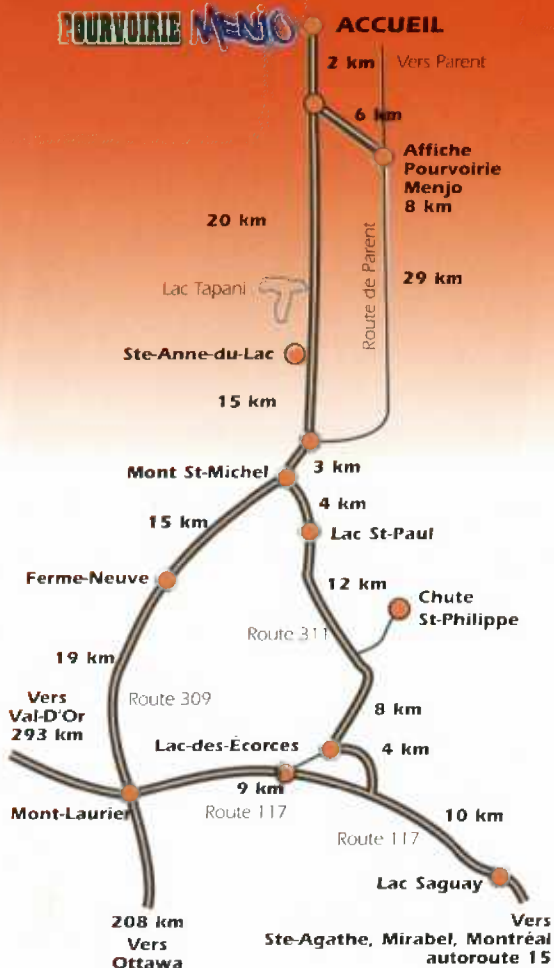 POURVOIRIE MENJO
ACCUEIL
2 km
Vers Parent
6 km
Affiche
Pourvoirie
Menjo
8 km
20 km
29 km
Route de Parent
Lac Tapani
Ste-Anne-du-Lac
15 km
3 km
Mont St-Michel
4 km
15 km
Lac St-Paul
Ferme-Neuve
12 km
Chute
St-Philippe
Route 311
19 km
Route 309
8 km
Vers
Val-D'Or
293 km
Lac-des-Écorces
4 km
9 km
Mont-Laurier
Route 117
10 km
Route 117
Lac Saguay
208 km
Vers
Ottawa
Vers
Ste-Agathe, Mirabel, Montréal
autoroute 15